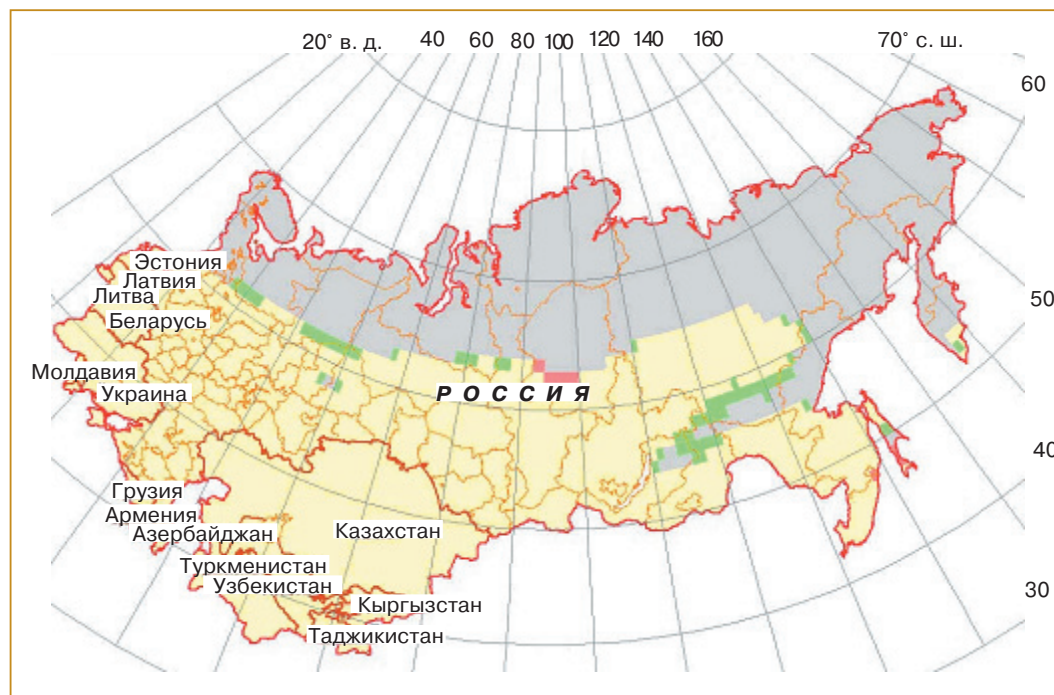 20° в. д. 40 60 80 100 120 140 160 70° с. ш.
60
Эстония
Латвия
Литва
50
Беларусь
Молдавия
Украина
РОССИЯ
40
Грузия
Армения
Азербайджан
Казахстан
Туркменистан
Узбекистан
30
Кыргызстан
Таджикистан